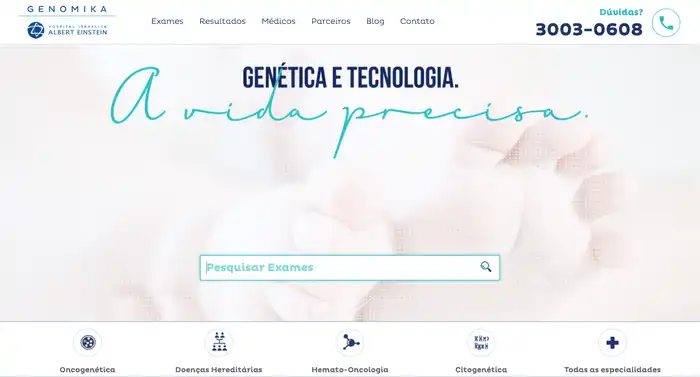 GENOMIKA
HOSPITAL ISRAELITA
ALBERT EINSTEIN
Exames Resultados Médicos Parceiros Blog Contato
Dúvidas?
3003-0608
GENÉTICA E TECNOLOGIA.
A vida precisa.
Pesquisar Exames
Oncogenética Doenças Hereditárias Hemato-Oncologia Citogenética Todas as especialidades